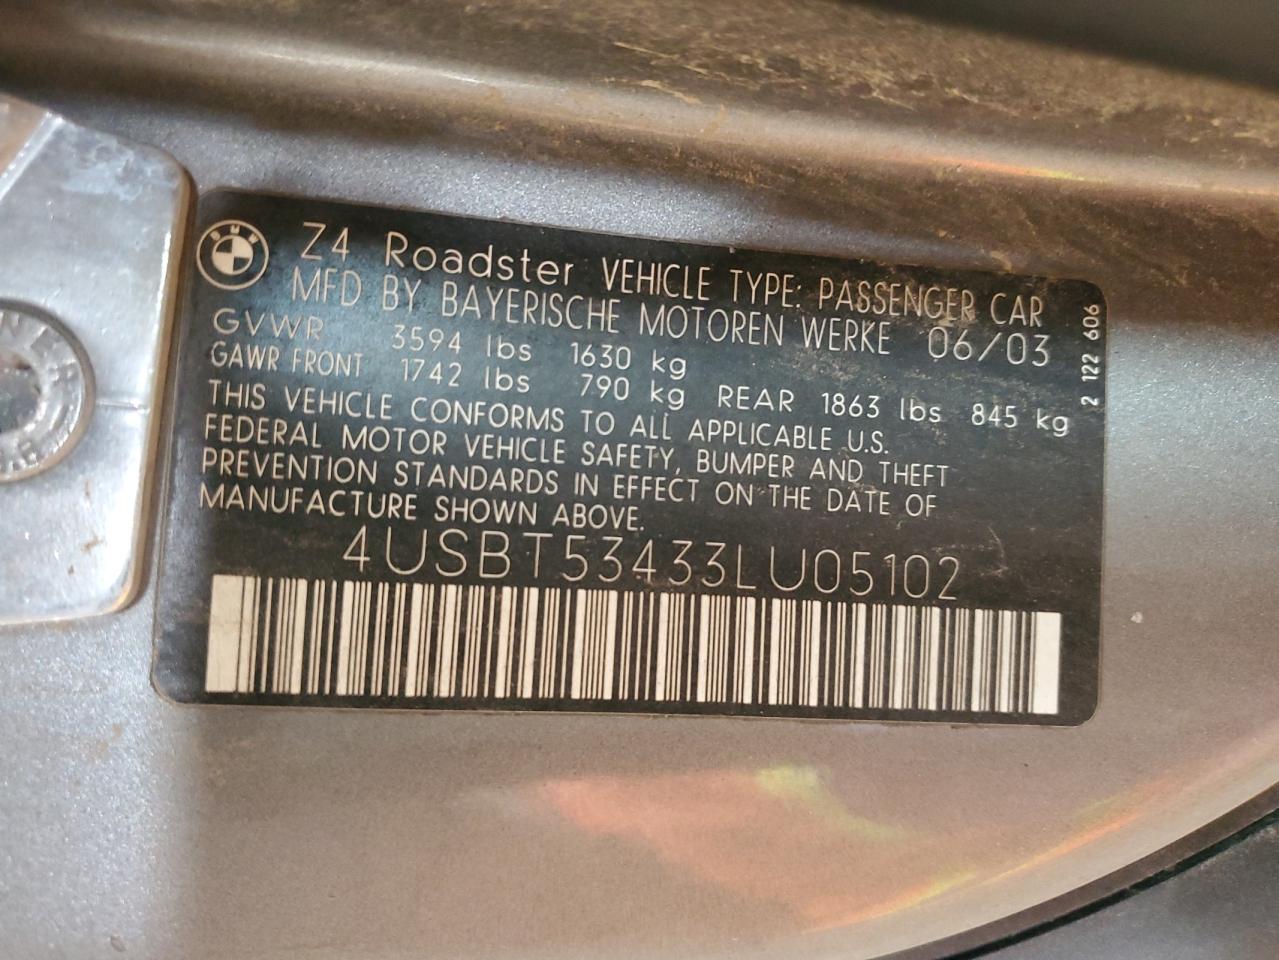 BMW
Z4 Roadster VEHICLE TYPE: PASSENGER CAR
MFD BY BAYERISCHE MOTOREN WERKE 06/03
GVWR 3594 lbs 1630 kg
GAWR FRONT 1742 lbs 790 kg REAR 1863 lbs 845 kg
THIS VEHICLE CONFORMS TO ALL APPLICABLE U.S.
FEDERAL MOTOR VEHICLE SAFETY, BUMPER AND THEFT
PREVENTION STANDARDS IN EFFECT ON THE DATE OF
MANUFACTURE SHOWN ABOVE.
4USBT53433LU05102
2 122 606